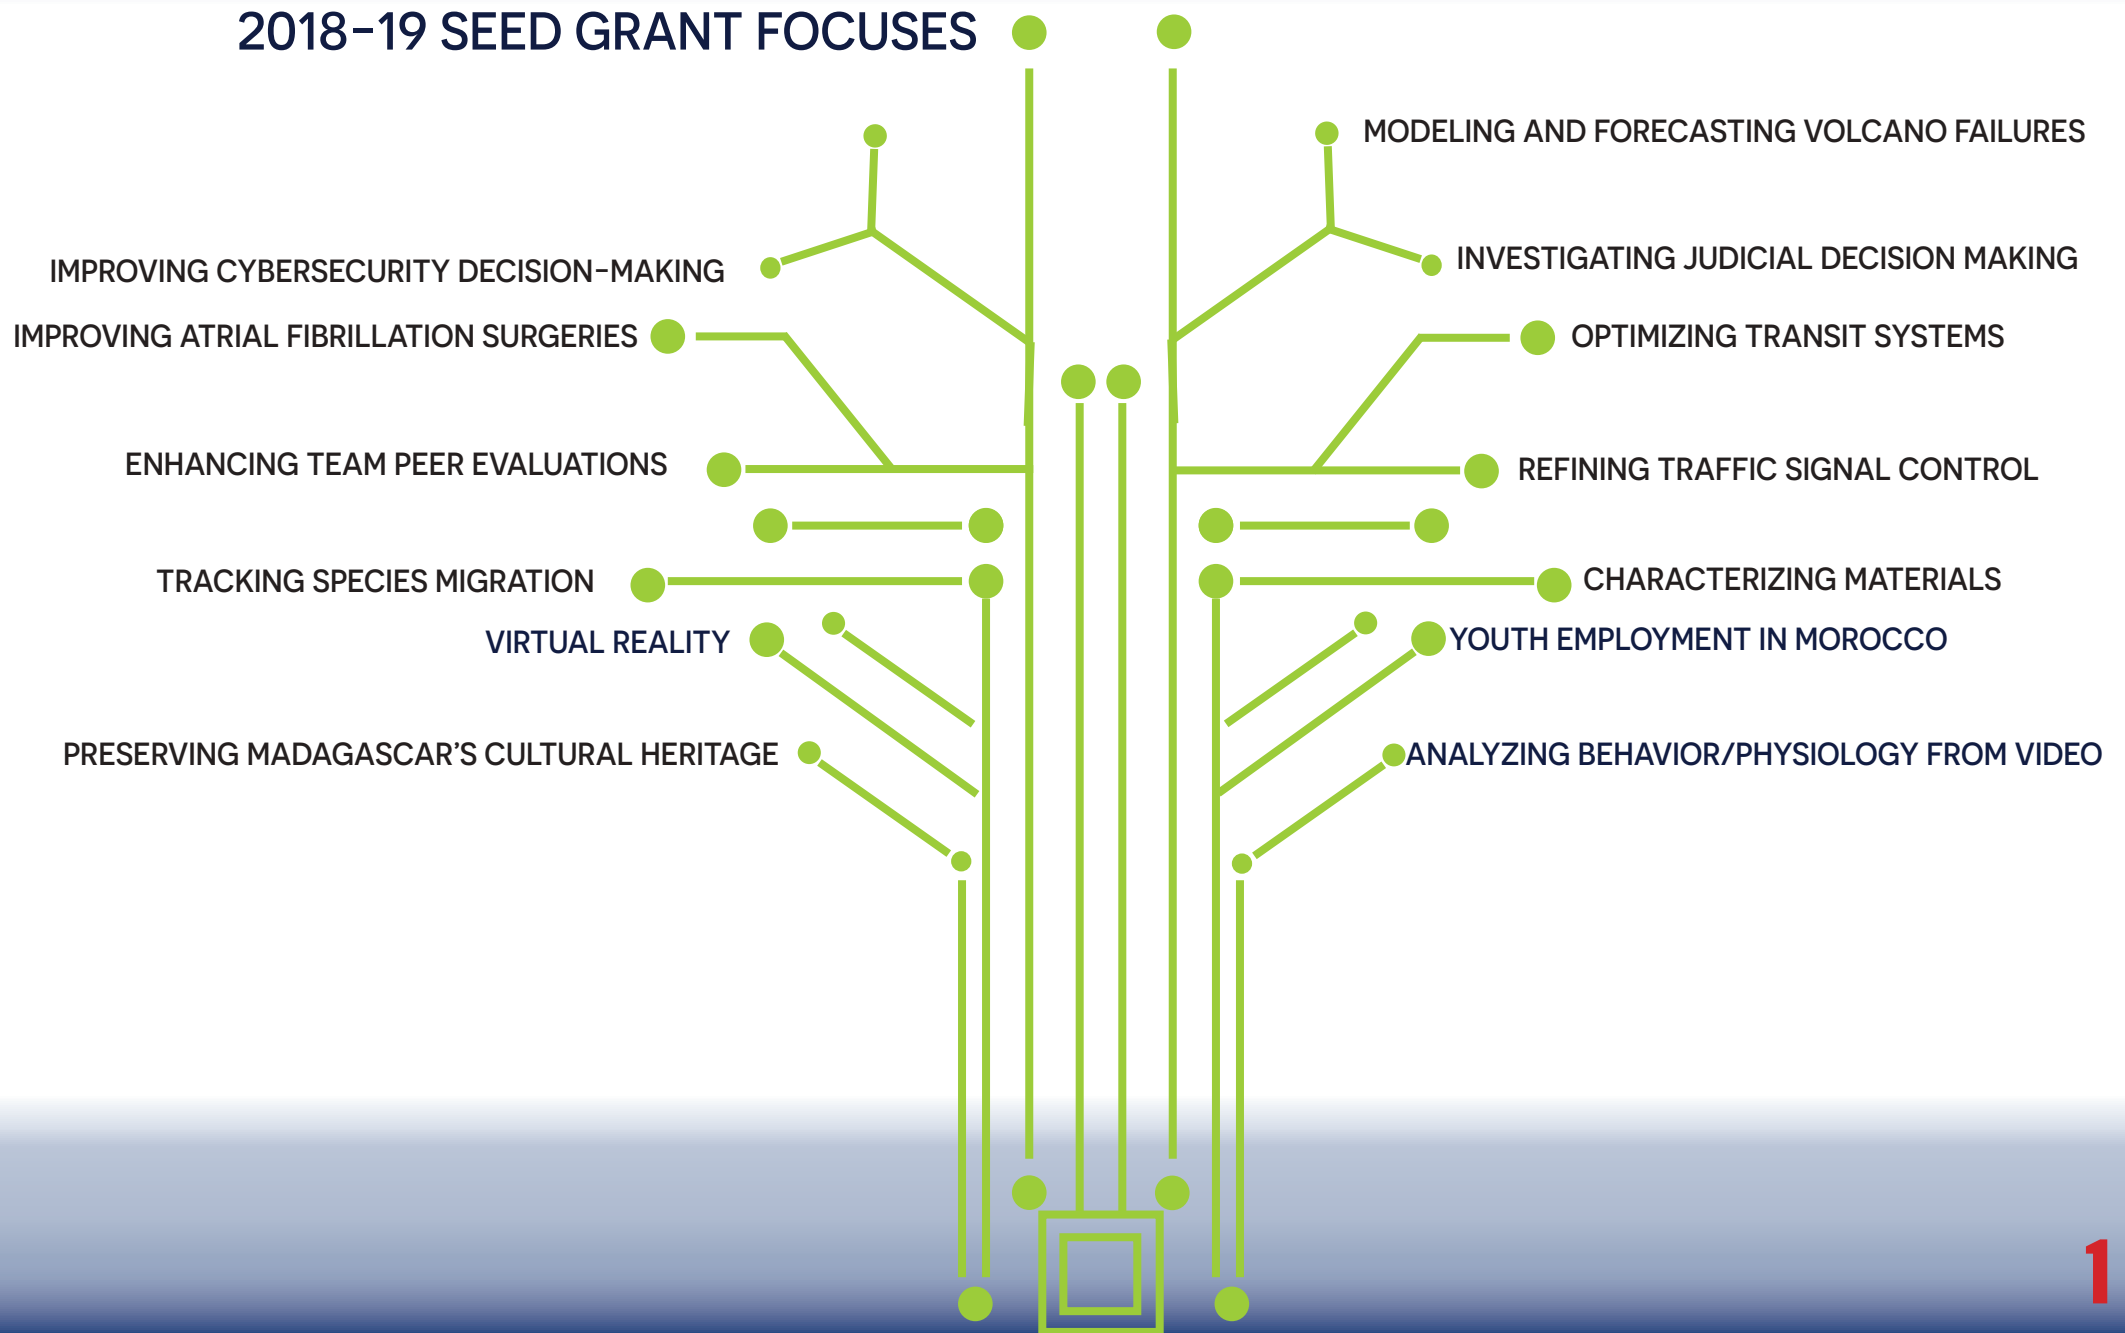 2018-19 SEED GRANT FOCUSES
IMPROVING CYBERSECURITY DECISION-MAKING
IMPROVING ATRIAL FIBRILLATION SURGERIES
ENHANCING TEAM PEER EVALUATIONS
TRACKING SPECIES MIGRATION
VIRTUAL REALITY
PRESERVING MADAGASCAR’S CULTURAL HERITAGE
MODELING AND FORECASTING VOLCANO FAILURES
INVESTIGATING JUDICIAL DECISION MAKING
OPTIMIZING TRANSIT SYSTEMS
REFINING TRAFFIC SIGNAL CONTROL
CHARACTERIZING MATERIALS
YOUTH EMPLOYMENT IN MOROCCO
ANALYZING BEHAVIOR/PHYSIOLOGY FROM VIDEO
1